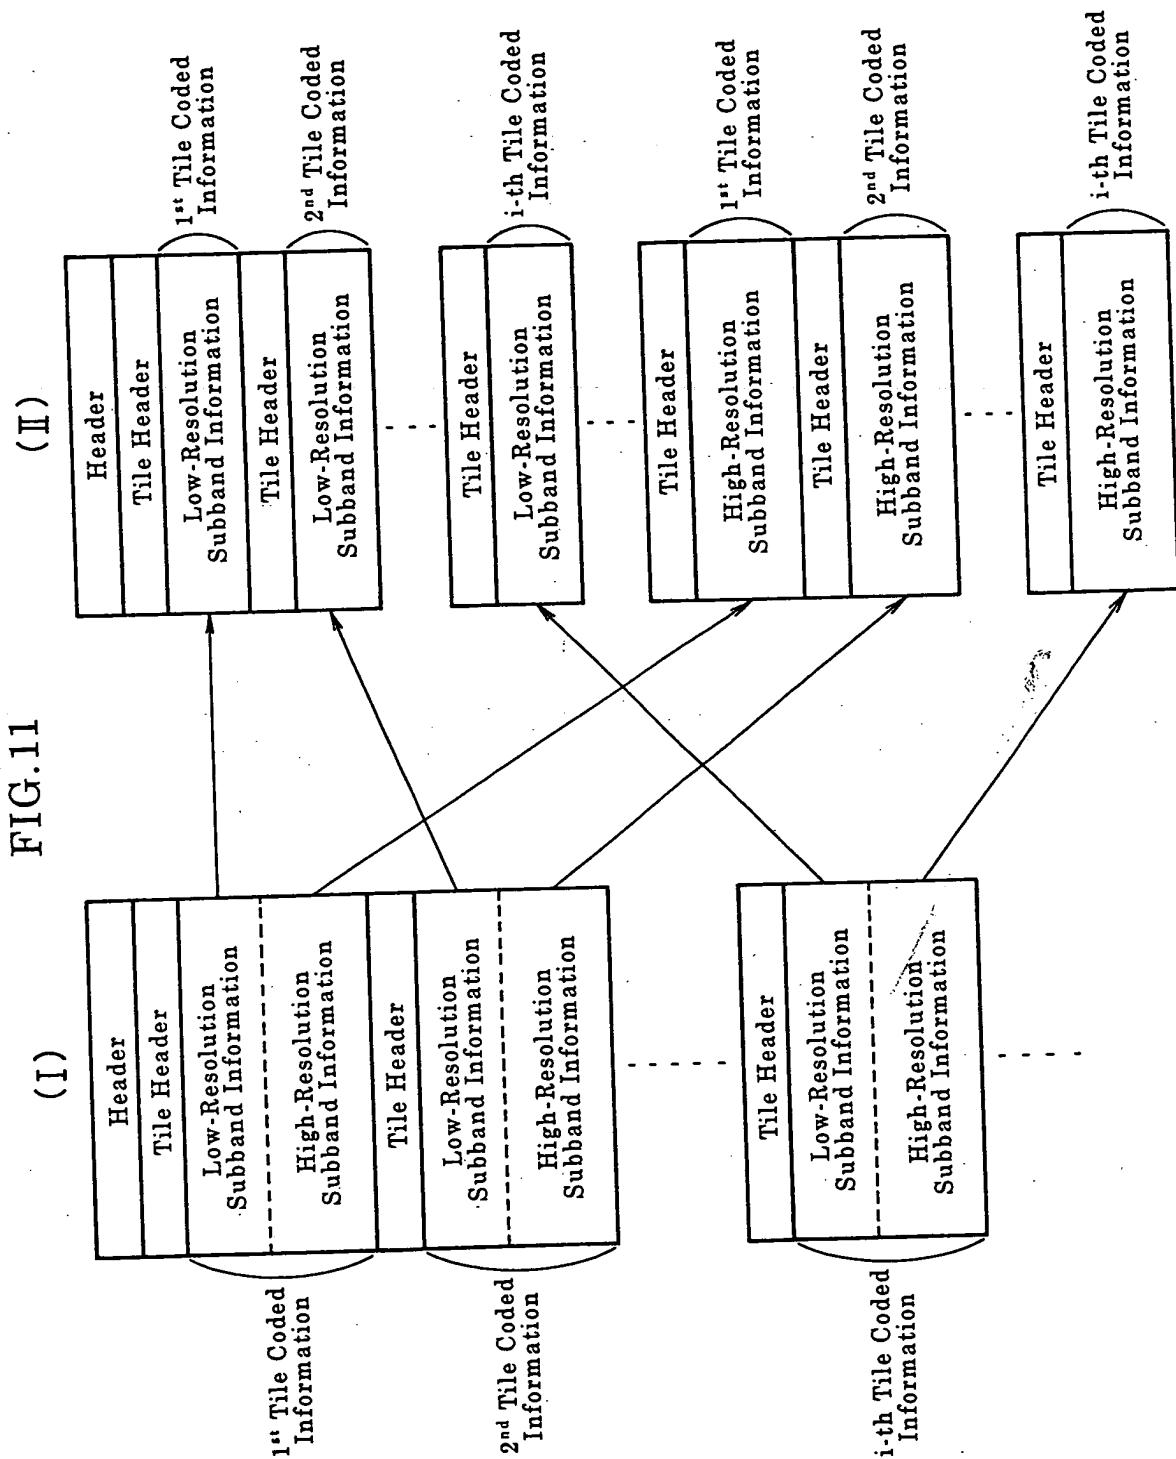 FIG.11
(I)
Header
Tile Header
Low-Resolution
Subband Information
High-Resolution
Subband Information
Tile Header
Low-Resolution
Subband Information
High-Resolution
Subband Information
Tile Header
Low-Resolution
Subband Information
High-Resolution
Subband Information
1st Tile Coded
Information
2nd Tile Coded
Information
i-th Tile Coded
Information
(II)
Header
Tile Header
Low-Resolution
Subband Information
Tile Header
Low-Resolution
Subband Information
Tile Header
Low-Resolution
Subband Information
Tile Header
High-Resolution
Subband Information
Tile Header
High-Resolution
Subband Information
Tile Header
High-Resolution
Subband Information
1st Tile Coded
Information
2nd Tile Coded
Information
i-th Tile Coded
Information
1st Tile Coded
Information
2nd Tile Coded
Information
i-th Tile Coded
Information